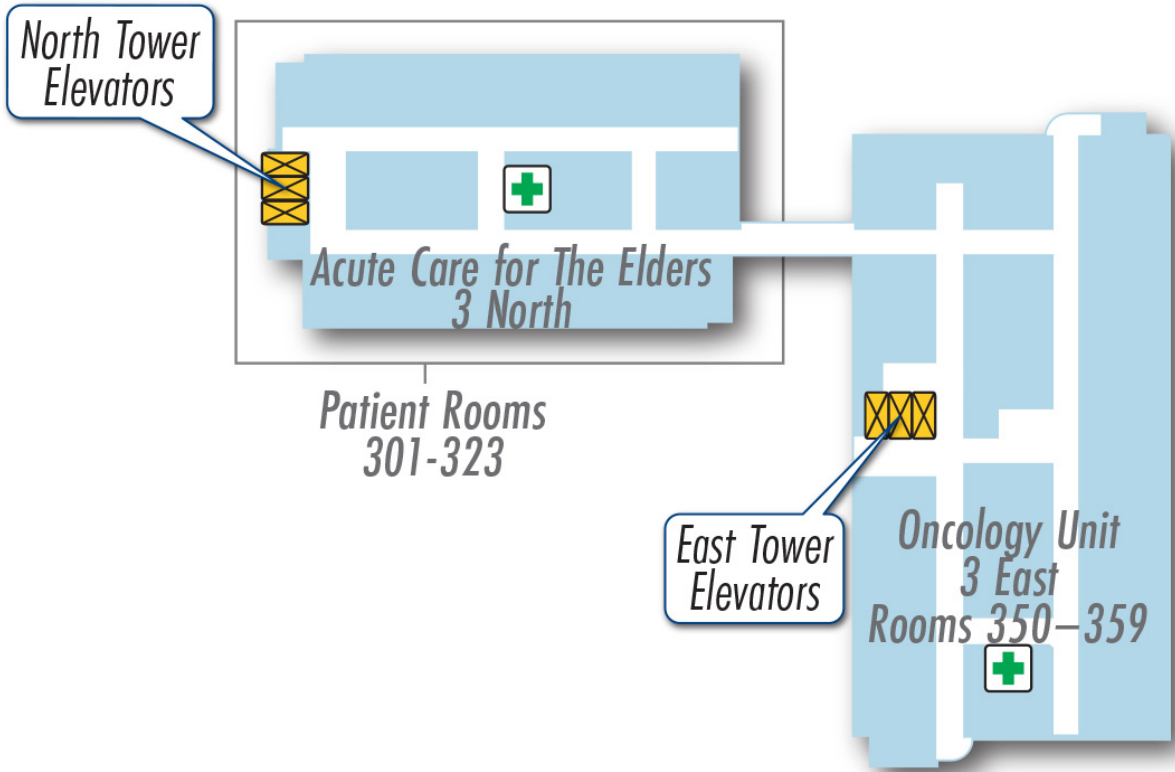 North Tower
Elevators
Acute Care for The Elders
3 North
Patient Rooms
301-323
East Tower
Elevators
Oncology Unit
3 East
Rooms 350–359